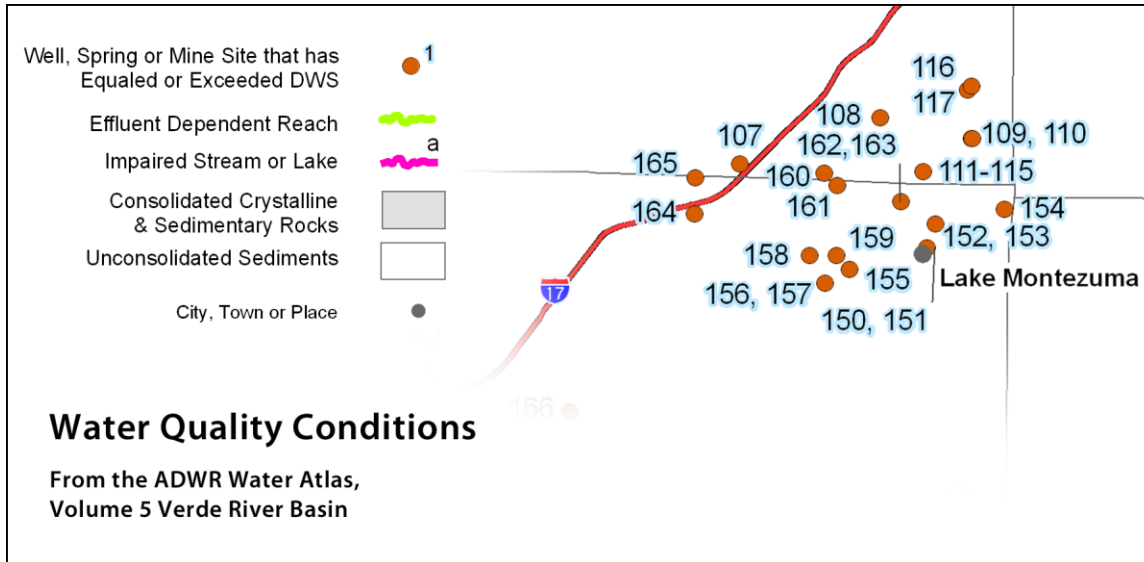 Well, Spring or Mine Site that has
Equaled or Exceeded DWS
1
Effluent Dependent Reach
Impaired Stream or Lake
a
Consolidated Crystalline
& Sedimentary Rocks
Unconsolidated Sediments
City, Town or Place
116
117
108
107
162,163
109, 110
165
160
111-115
161
164
154
159
152, 153
158
155
Lake Montezuma
156, 157
17
150, 151
166
Water Quality Conditions
From the ADWR Water Atlas,
Volume 5 Verde River Basin